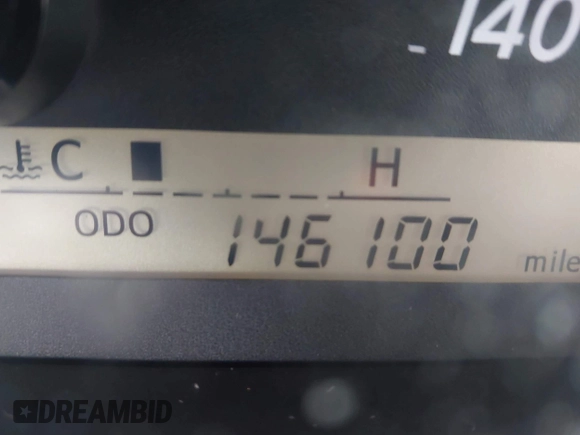 140
C H
ODO 146100 mile
DREAMBID